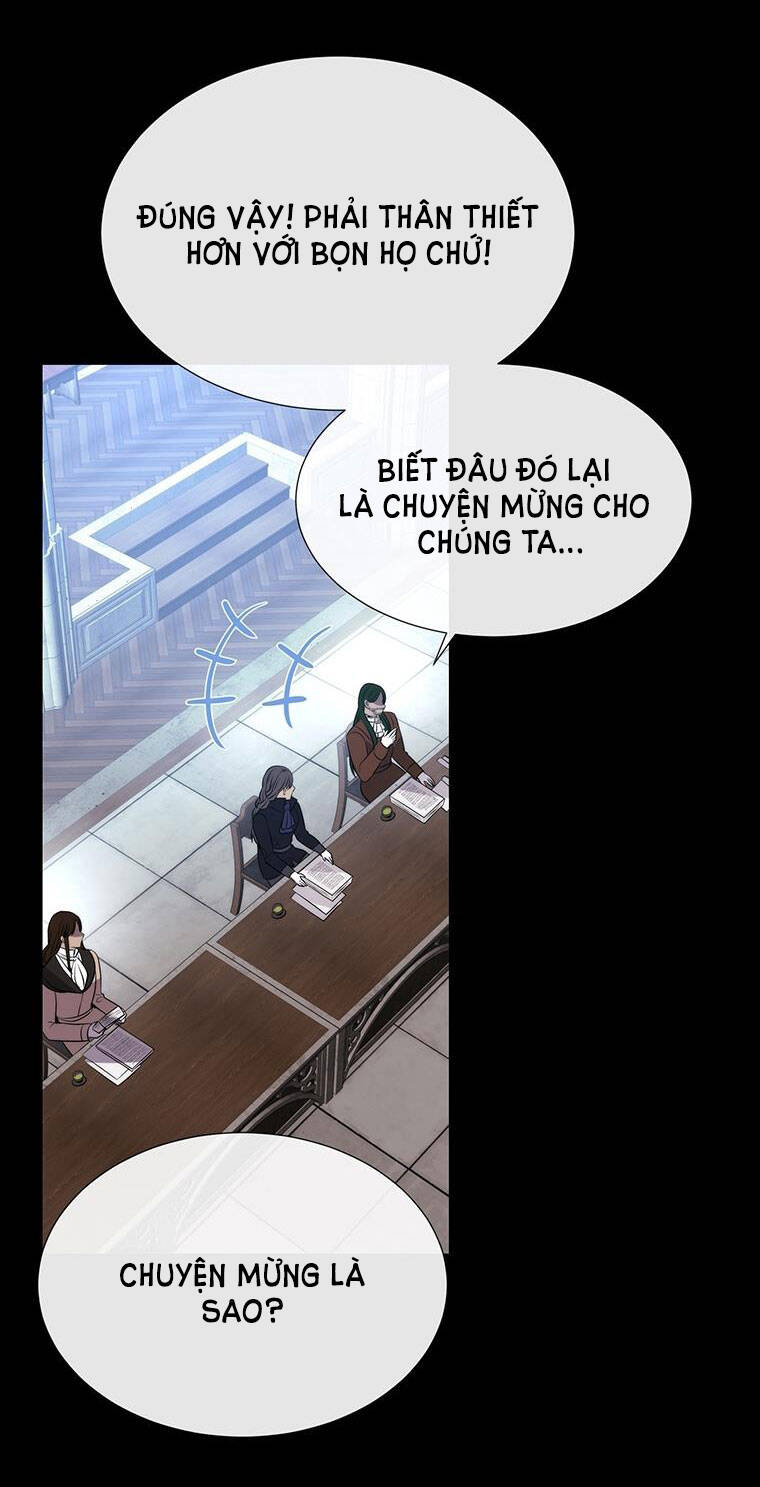 ĐÚNG VẬY! PHẢI THÂN THIẾT
HƠN VỚI BỌN HỌ CHỨ!
BIẾT ĐÂU ĐÓ LẠI
LÀ CHUYỆN MỪNG CHO
CHÚNG TA...
CHUYỆN MỪNG LÀ
SAO?